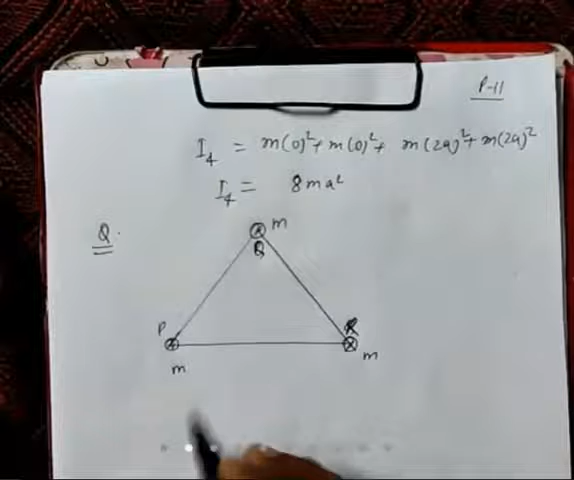 P-11
I₄ = m(0)² + m(0)² + m(2a)² + m(2a)²
I₄ = 8ma²
Q.
m
Q
P
R
m
m